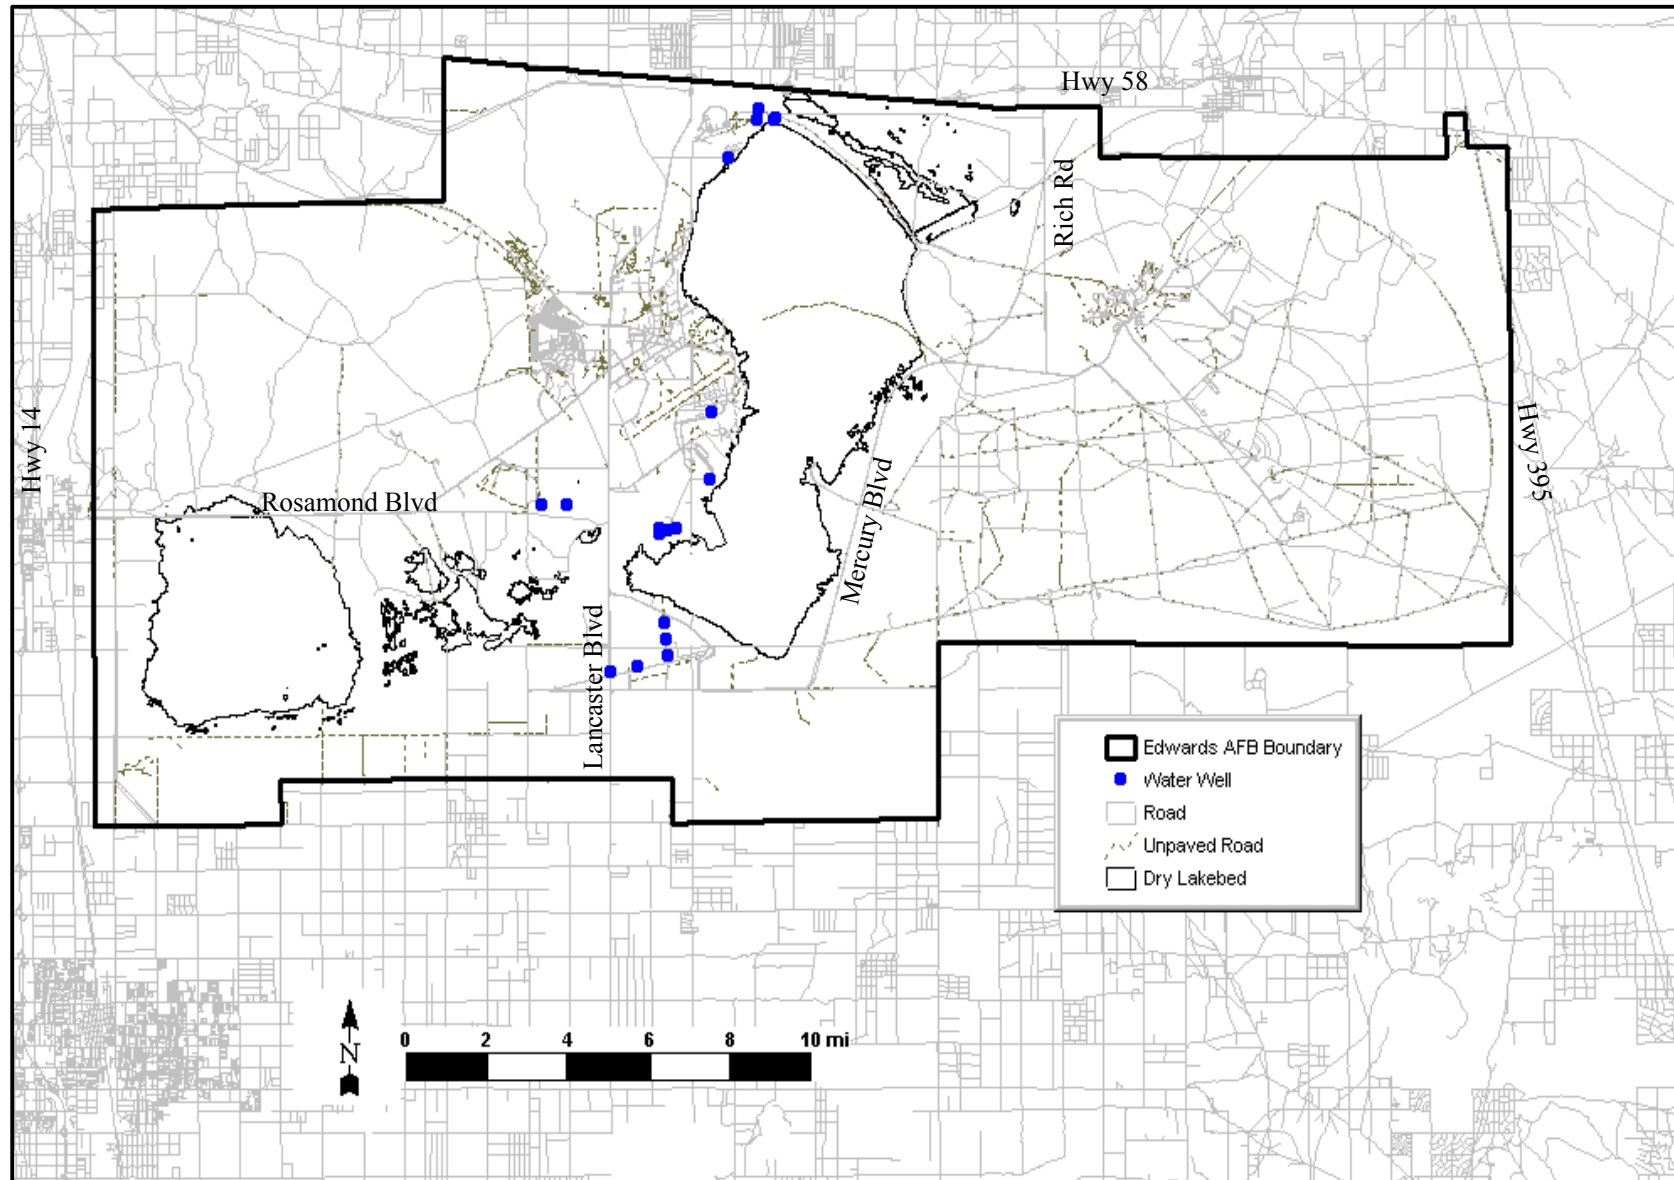 Hwy 58
Rich Rd
Hwy 14
Hwy 395
Rosamond Blvd
Mercury Blvd
Lancaster Blvd
Edwards AFB Boundary
Water Well
Road
Unpaved Road
Dry Lakebed
N
0 2 4 6 8 10 mi